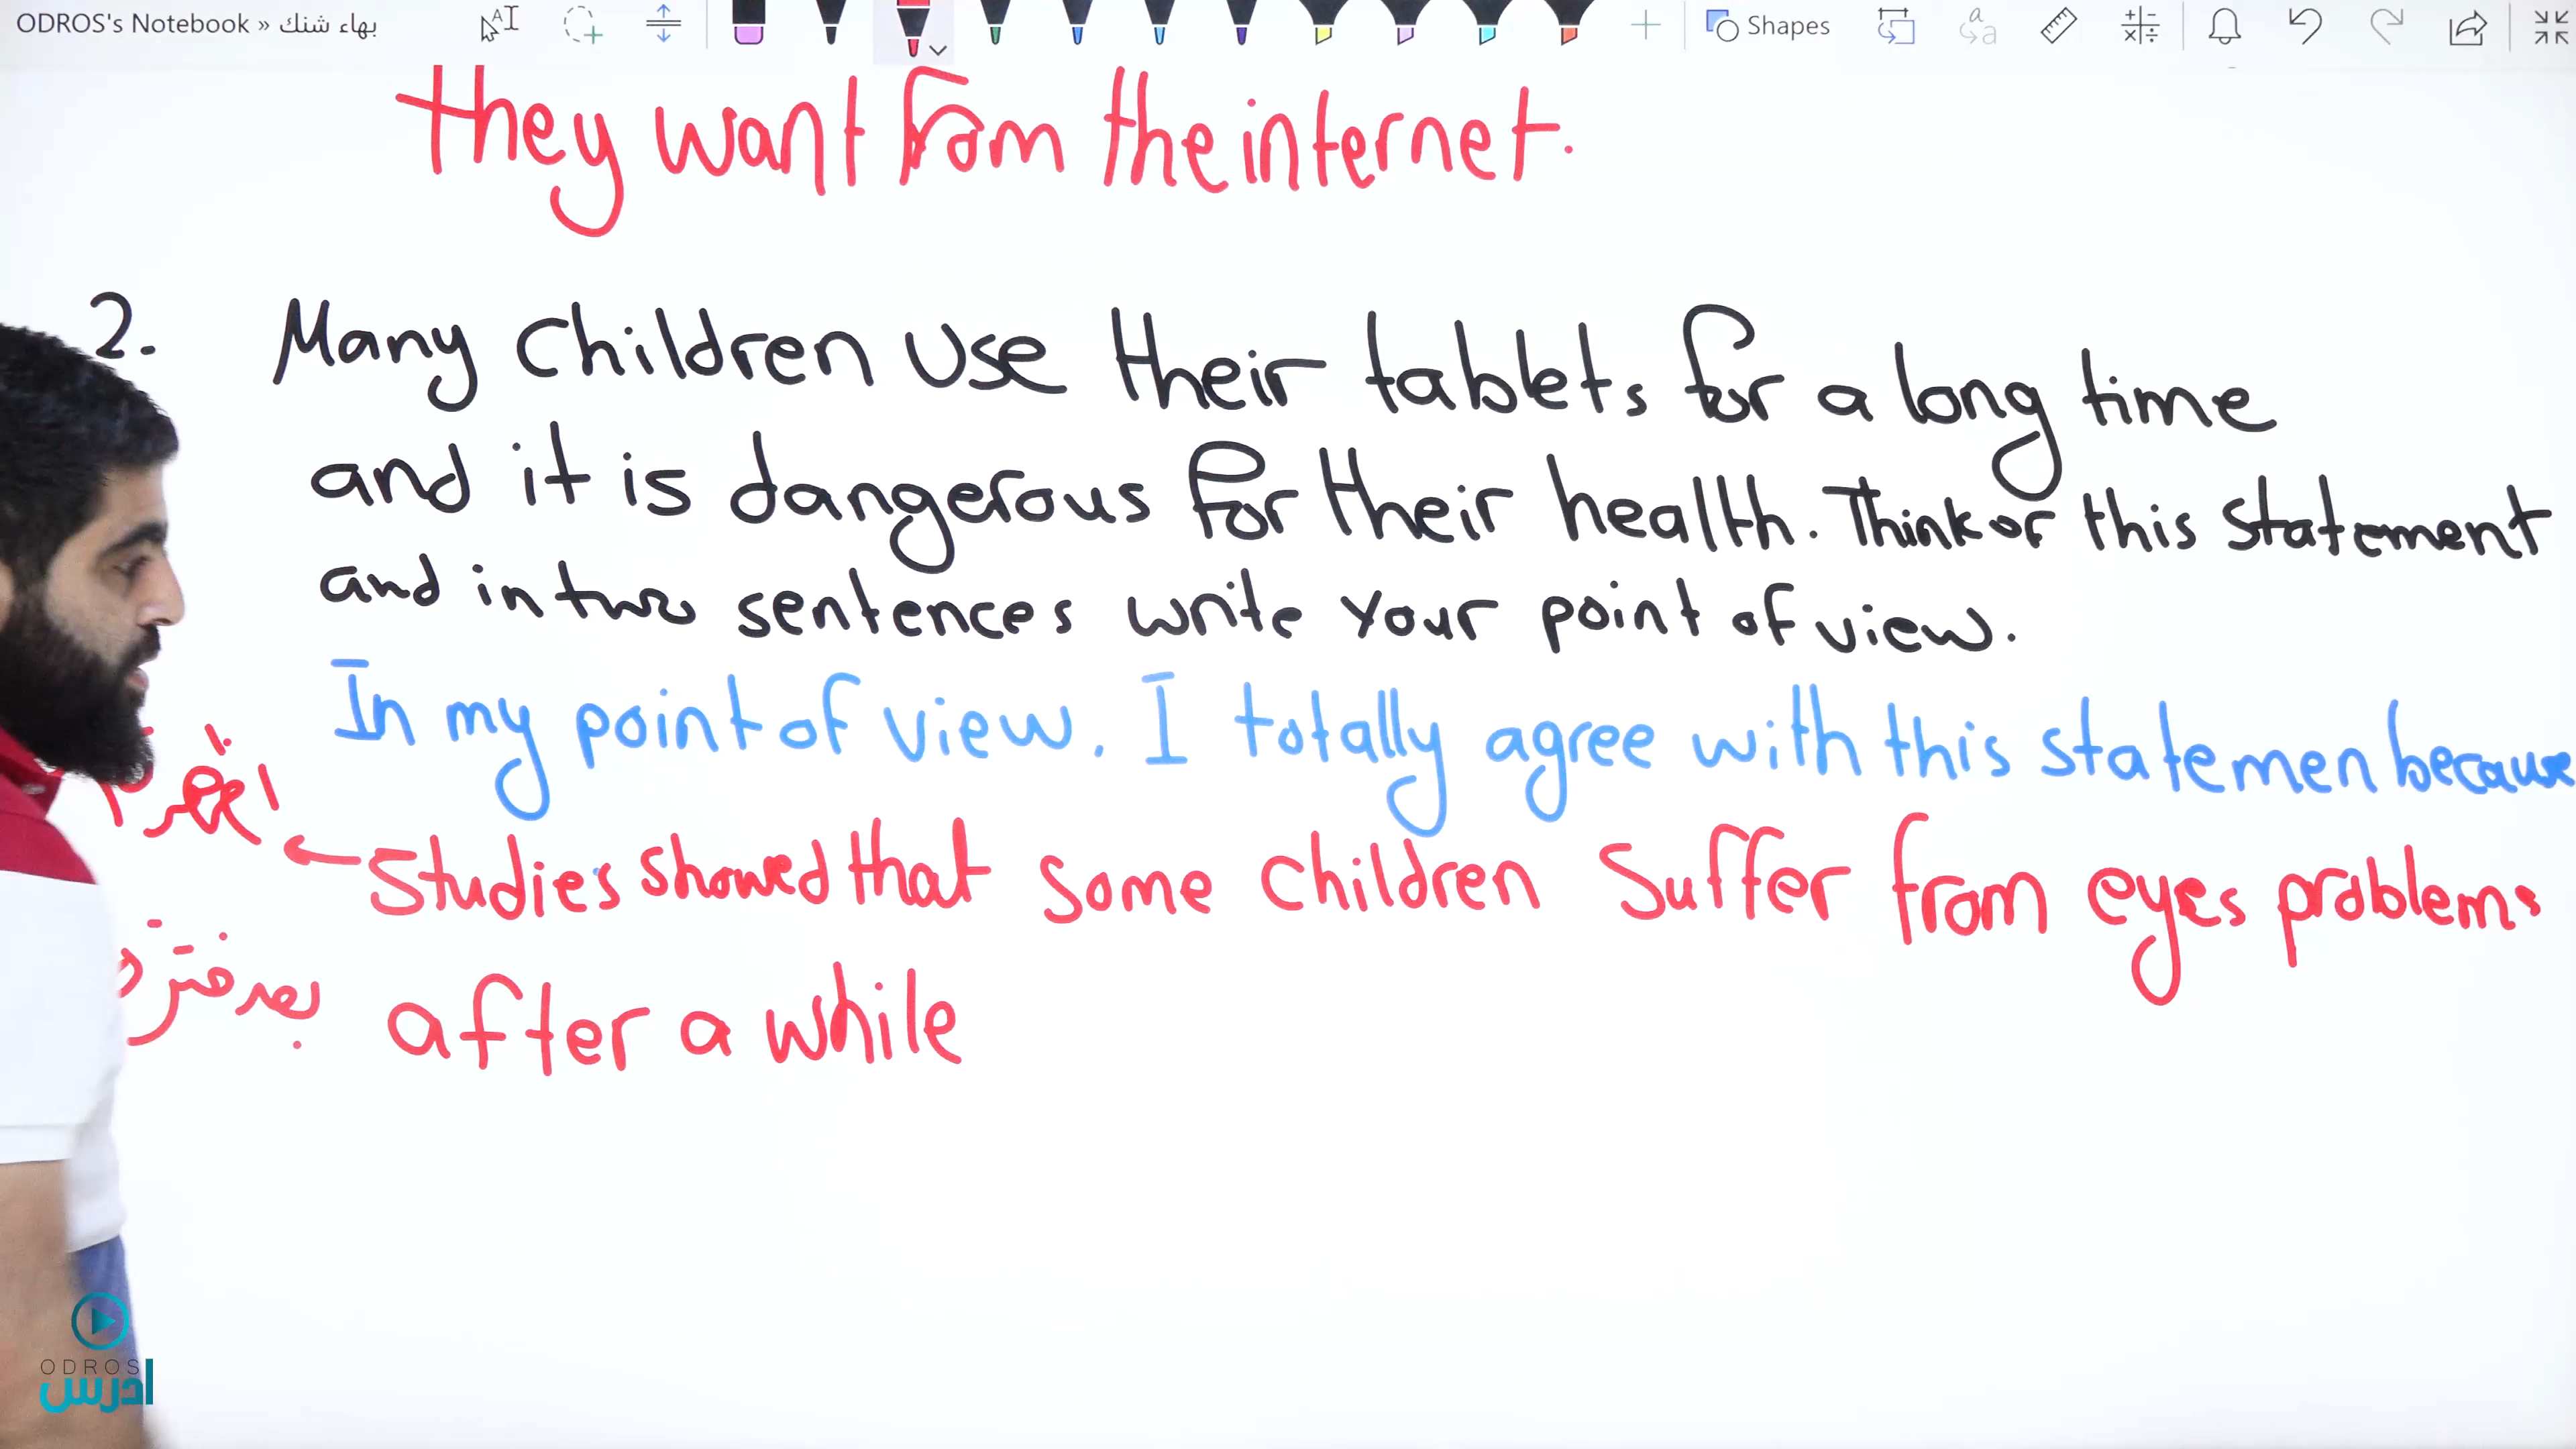 ODROS's Notebook » بهاء شنك
Shapes
they want from the internet.
2. Many children use their tablets for a long time
and it is dangerous for their health. Think of this statement
and in two sentences write your point of view.
In my point of view, I totally agree with this statemen because
Studies showed that some children suffer from eyes problems
بعد فترة after a while
ODROS
ادرس